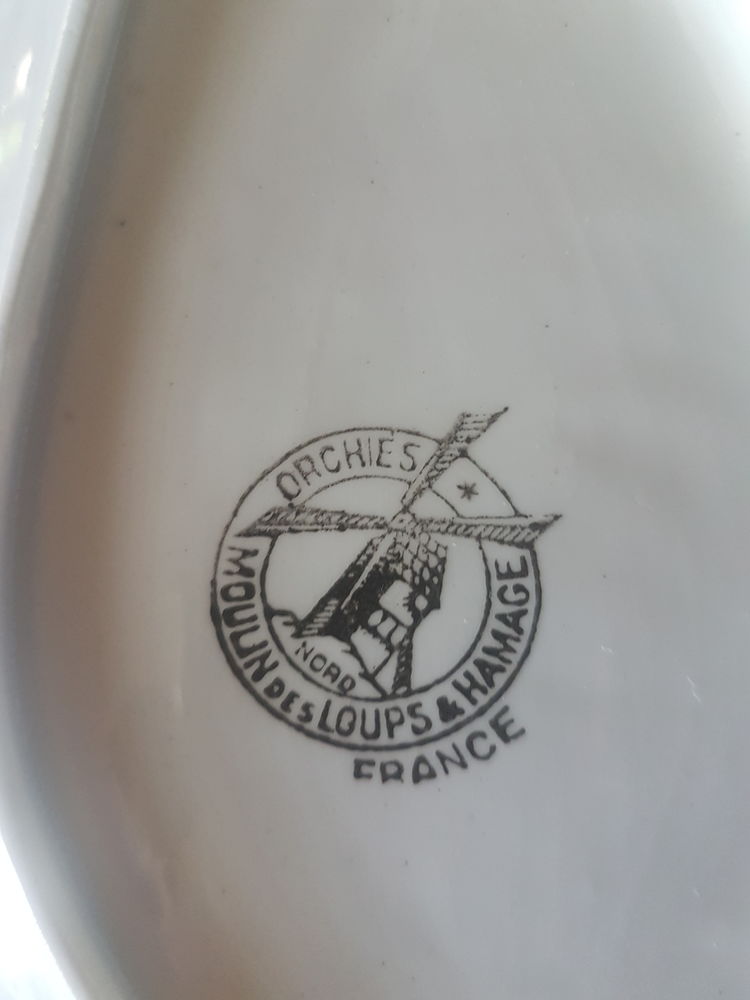 ORCHIES
MOULIN DES LOUPS & HAMAGE
NORD
FRANCE